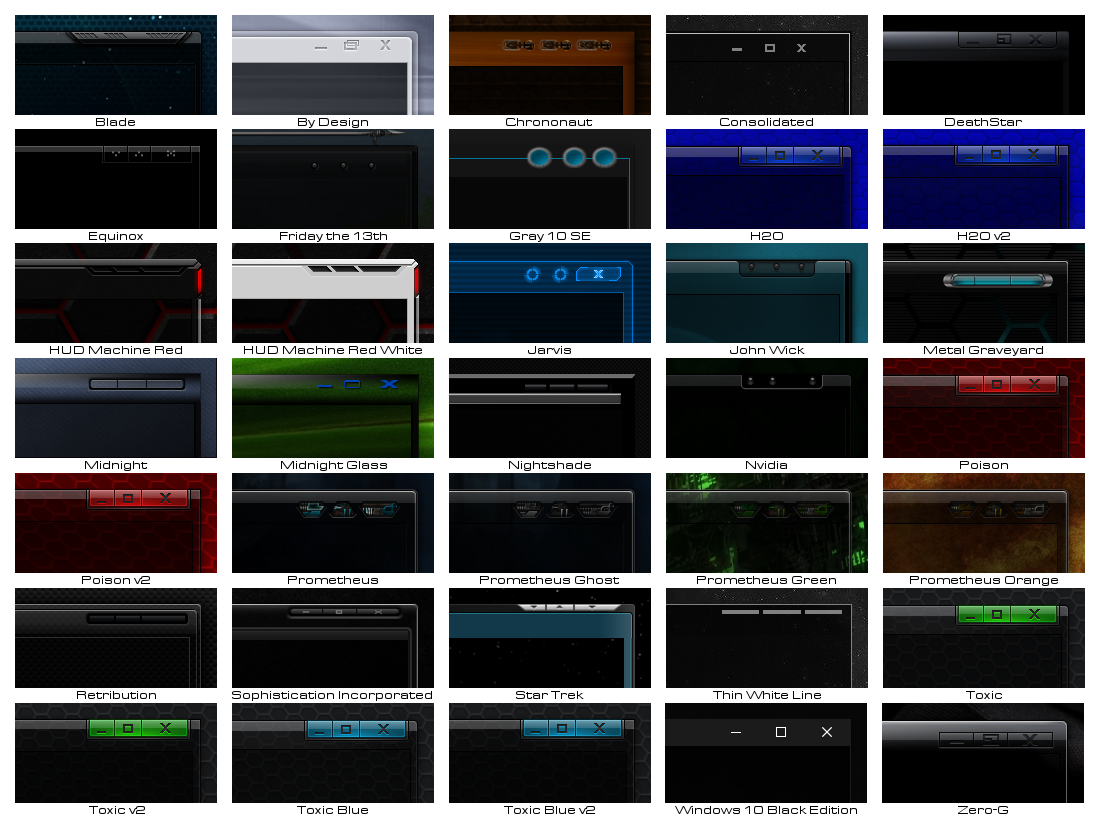 Blade
By Design
Chrononaut
Consolidated
DeathStar
Equinox
Friday the 13th
Gray 10 SE
H2O
H2O v2
HUD Machine Red
HUD Machine Red White
Jarvis
John Wick
Metal Graveyard
Midnight
Midnight Glass
Nightshade
Nvidia
Poison
Poison v2
Prometheus
Prometheus Ghost
Prometheus Green
Prometheus Orange
Retribution
Sophistication Incorporated
Star Trek
Thin White Line
Toxic
Toxic v2
Toxic Blue
Toxic Blue v2
Windows 10 Black Edition
Zero-G